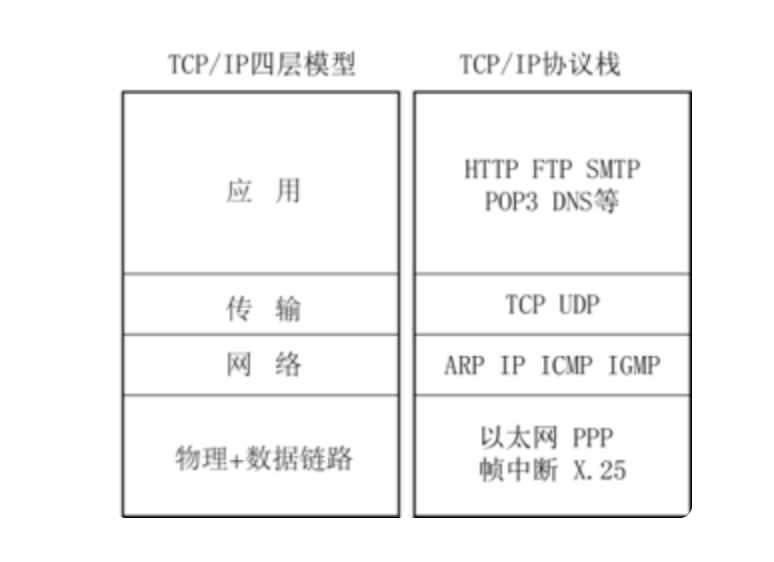 TCP/IP四层模型
TCP/IP协议栈
应 用
HTTP FTP SMTP
POP3 DNS等
传 输
TCP UDP
网 络
ARP IP ICMP IGMP
物理+数据链路
以太网 PPP
帧中断 X.25